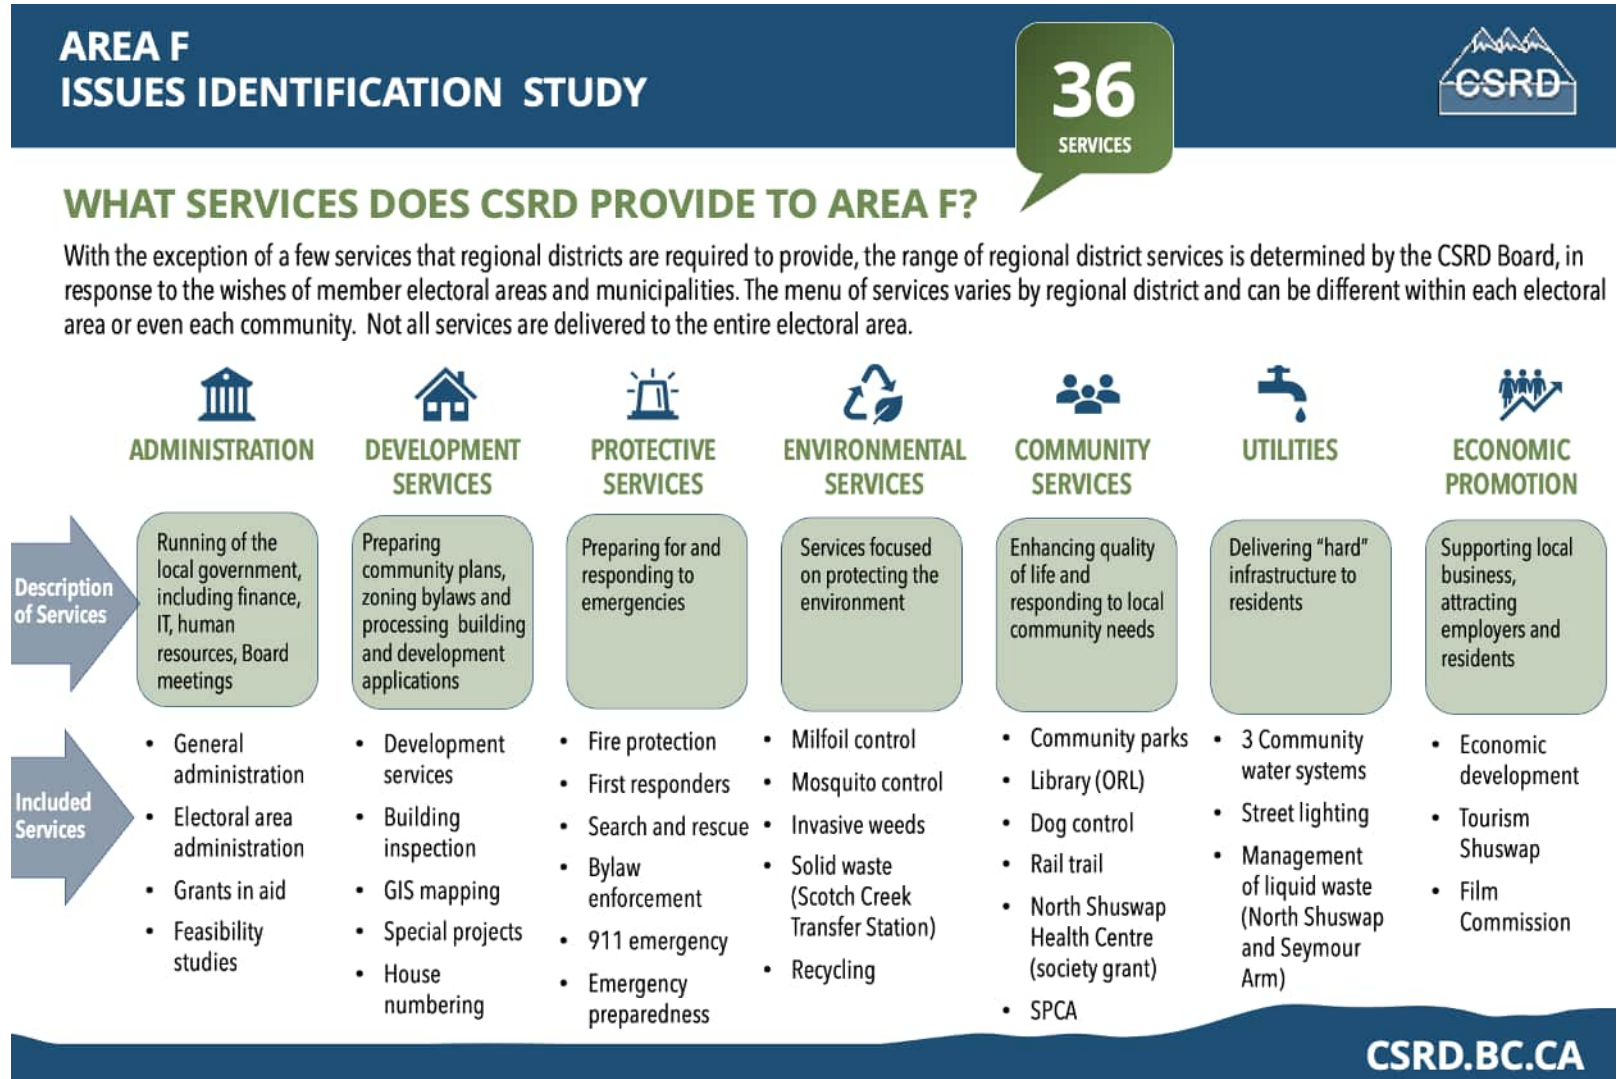 AREA F
ISSUES IDENTIFICATION STUDY
36
SERVICES
CSRD
WHAT SERVICES DOES CSRD PROVIDE TO AREA F?
With the exception of a few services that regional districts are required to provide, the range of regional district services is determined by the CSRD Board, in
response to the wishes of member electoral areas and municipalities. The menu of services varies by regional district and can be different within each electoral
area or even each community. Not all services are delivered to the entire electoral area.
ADMINISTRATION
DEVELOPMENT
SERVICES
PROTECTIVE
SERVICES
ENVIRONMENTAL
SERVICES
COMMUNITY
SERVICES
UTILITIES
ECONOMIC
PROMOTION
Description
of Services
Running of the
local government,
including finance,
IT, human
resources, Board
meetings
Preparing
community plans,
zoning bylaws and
processing building
and development
applications
Preparing for and
responding to
emergencies
Services focused
on protecting the
environment
Enhancing quality
of life and
responding to local
community needs
Delivering “hard”
infrastructure to
residents
Supporting local
business,
attracting
employers and
residents
Included
Services
• General
administration
• Electoral area
administration
• Grants in aid
• Feasibility
studies
• Development
services
• Building
inspection
• GIS mapping
• Special projects
• House
numbering
• Fire protection
• First responders
• Search and rescue
• Bylaw
enforcement
• 911 emergency
• Emergency
preparedness
• Milfoil control
• Mosquito control
• Invasive weeds
• Solid waste
(Scotch Creek
Transfer Station)
• Recycling
• Community parks
• Library (ORL)
• Dog control
• Rail trail
• North Shuswap
Health Centre
(society grant)
• SPCA
• 3 Community
water systems
• Street lighting
• Management
of liquid waste
(North Shuswap
and Seymour
Arm)
• Economic
development
• Tourism
Shuswap
• Film
Commission
CSRD.BC.CA